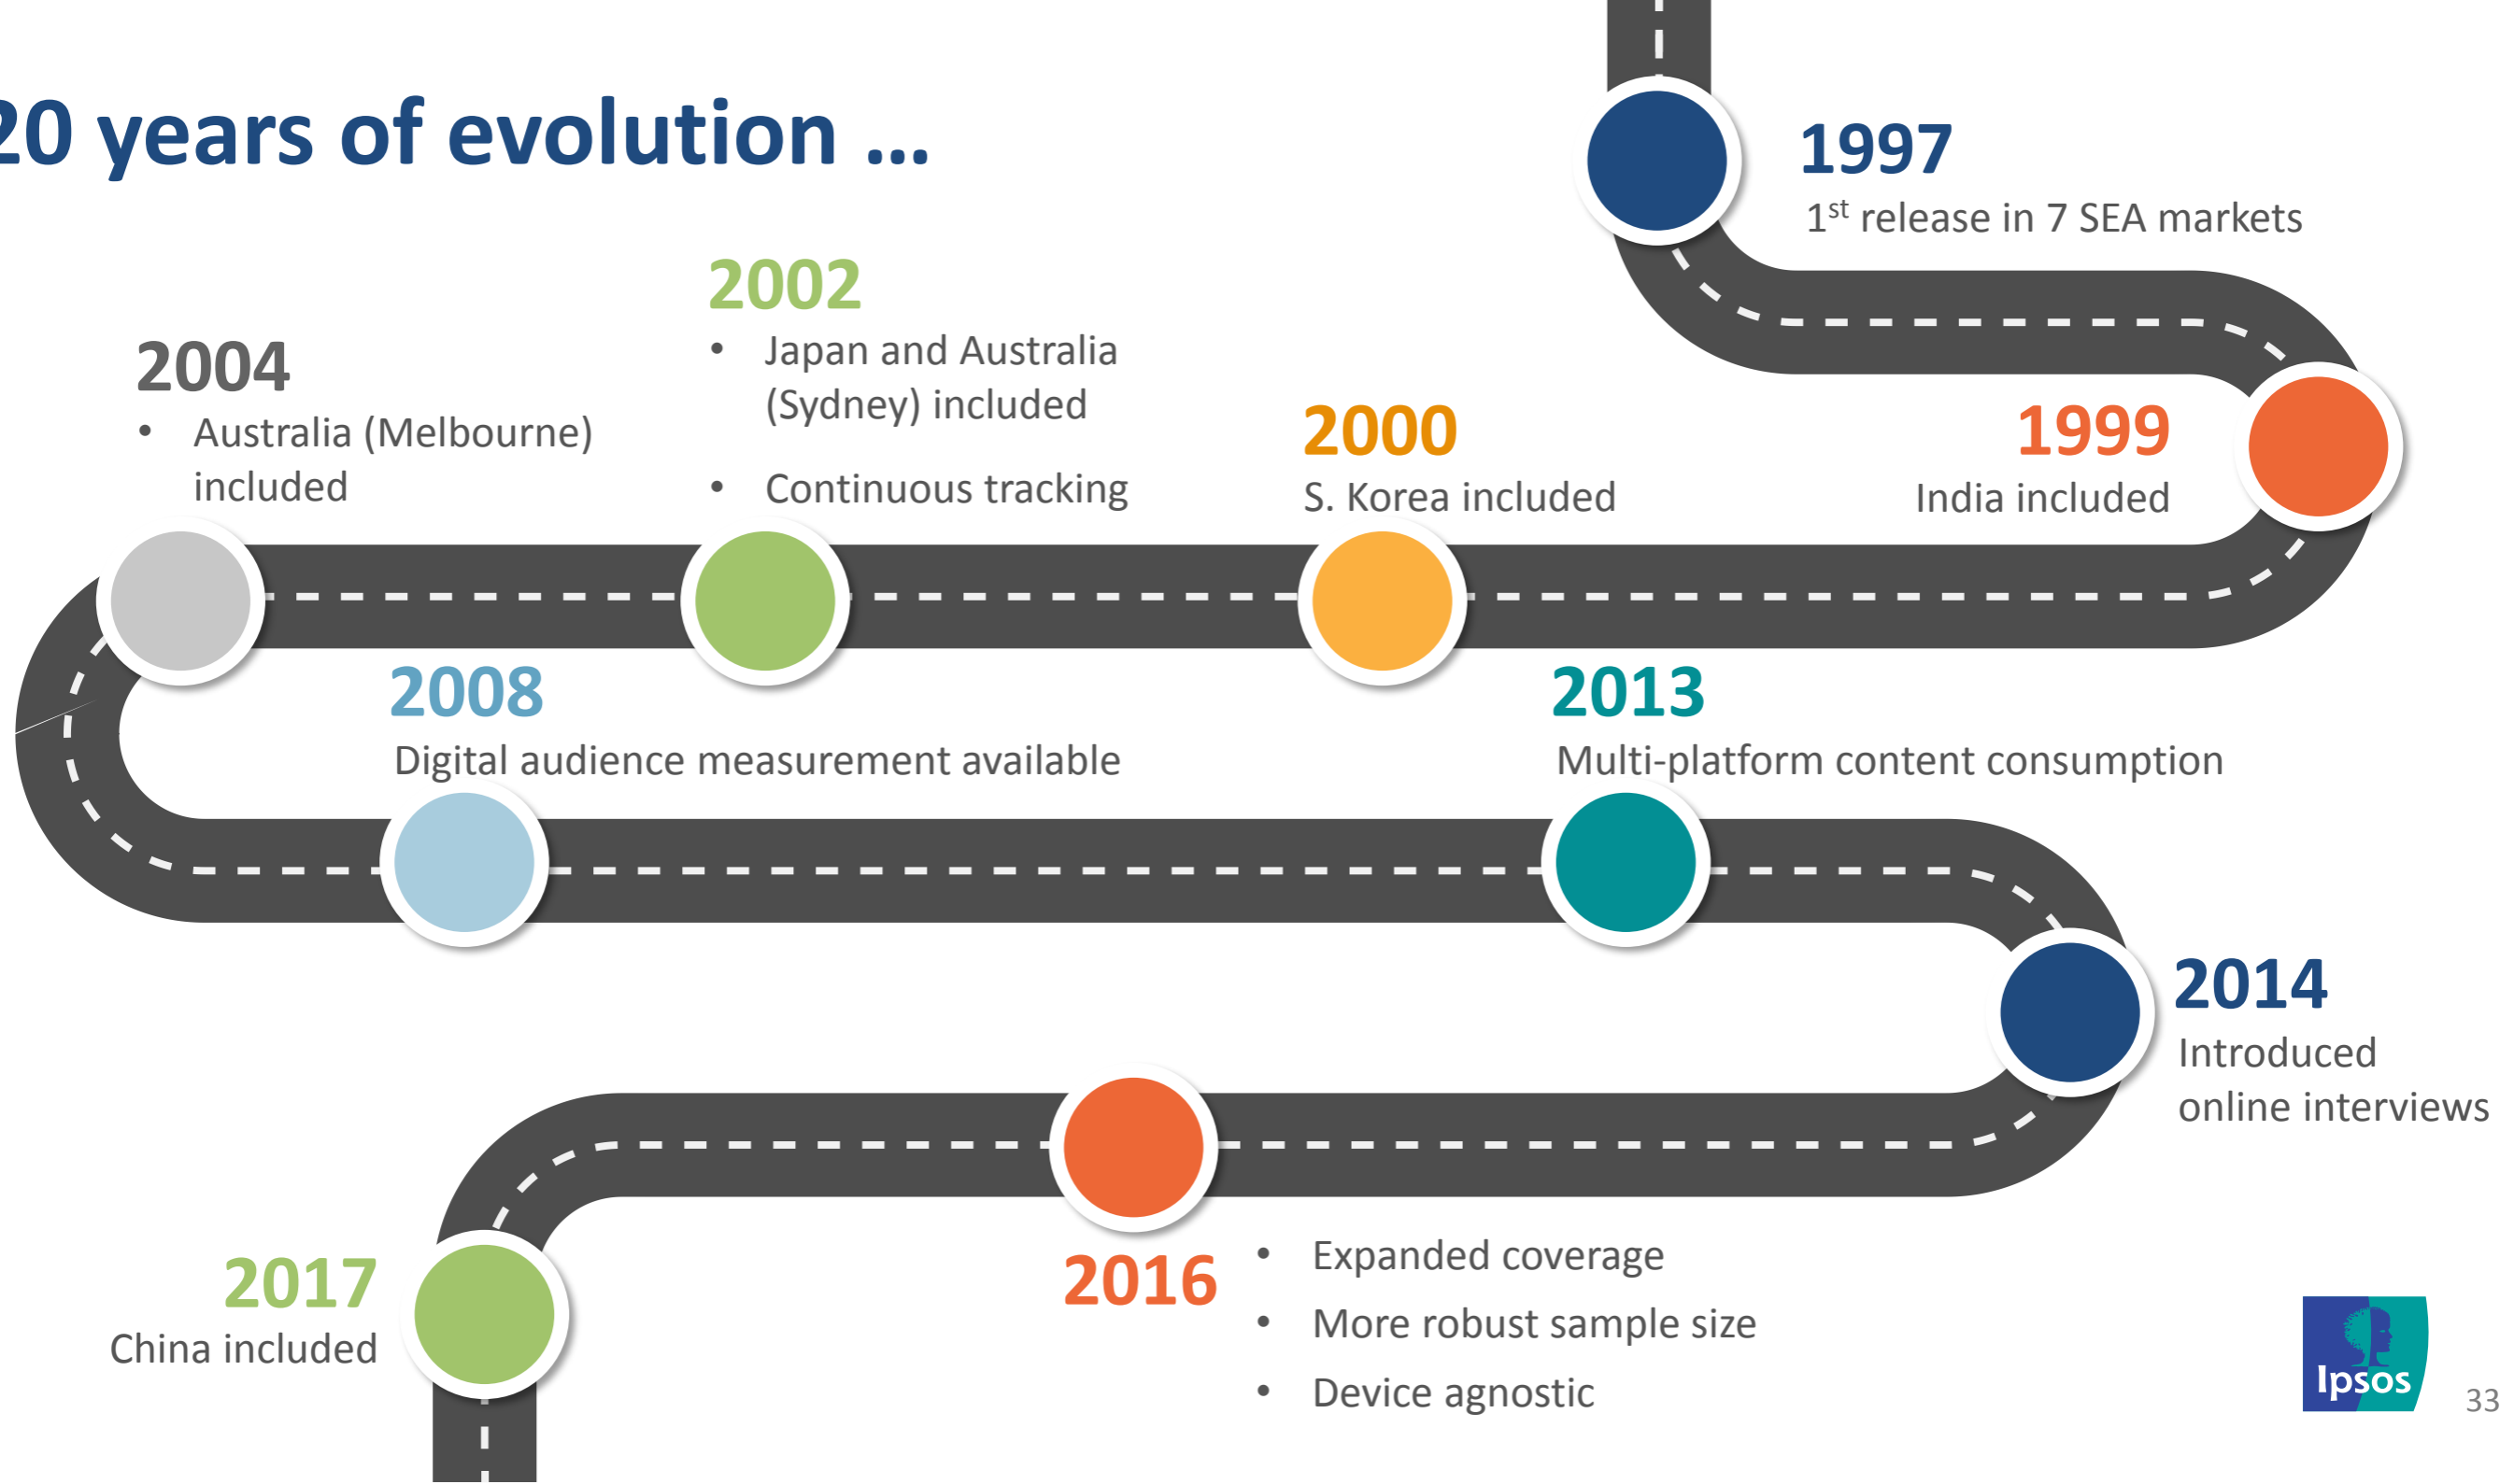 20 years of evolution ...
1997
1st release in 7 SEA markets
1999
India included
2000
S. Korea included
2002
• Japan and Australia
(Sydney) included
• Continuous tracking
2004
• Australia (Melbourne)
included
2008
Digital audience measurement available
2013
Multi-platform content consumption
2014
Introduced
online interviews
2016
• Expanded coverage
• More robust sample size
• Device agnostic
2017
China included
Ipsos
33